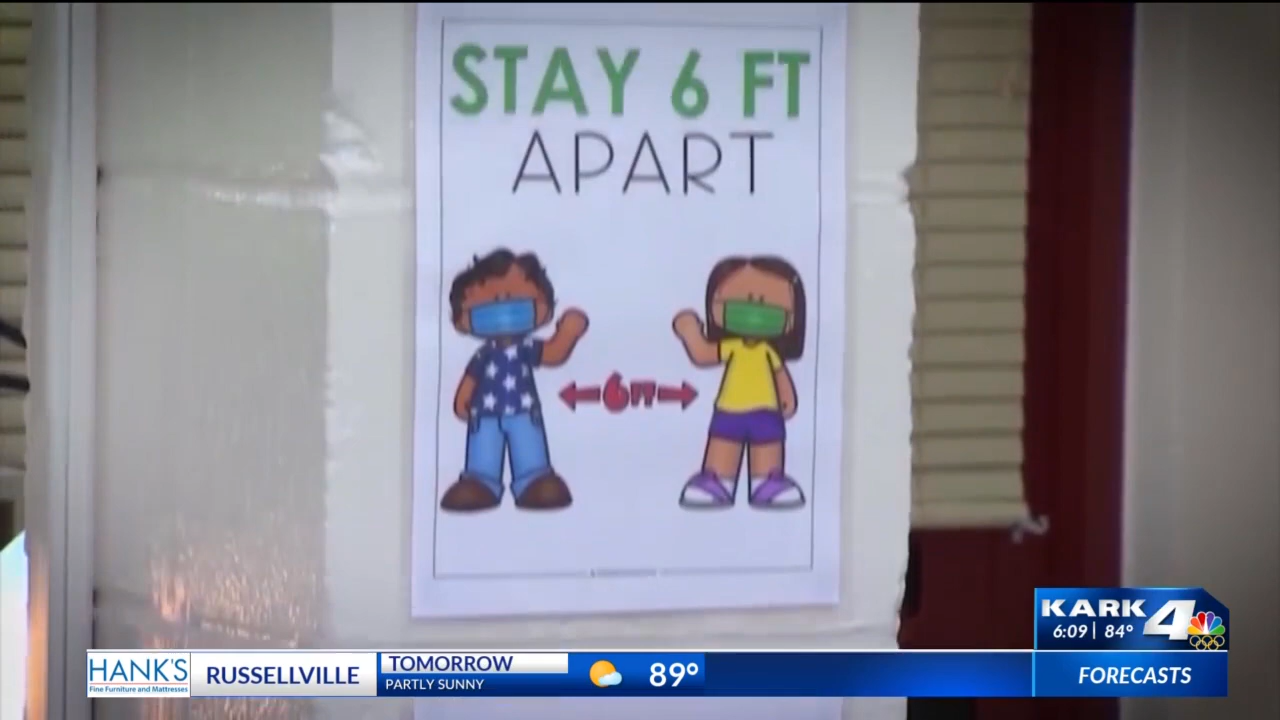 STAY 6 FT
APART
6FT
KARK 4
6:09 | 84°
HANK'S
Fine Furniture and Mattresses
RUSSELLVILLE
TOMORROW
PARTLY SUNNY
89°
FORECASTS